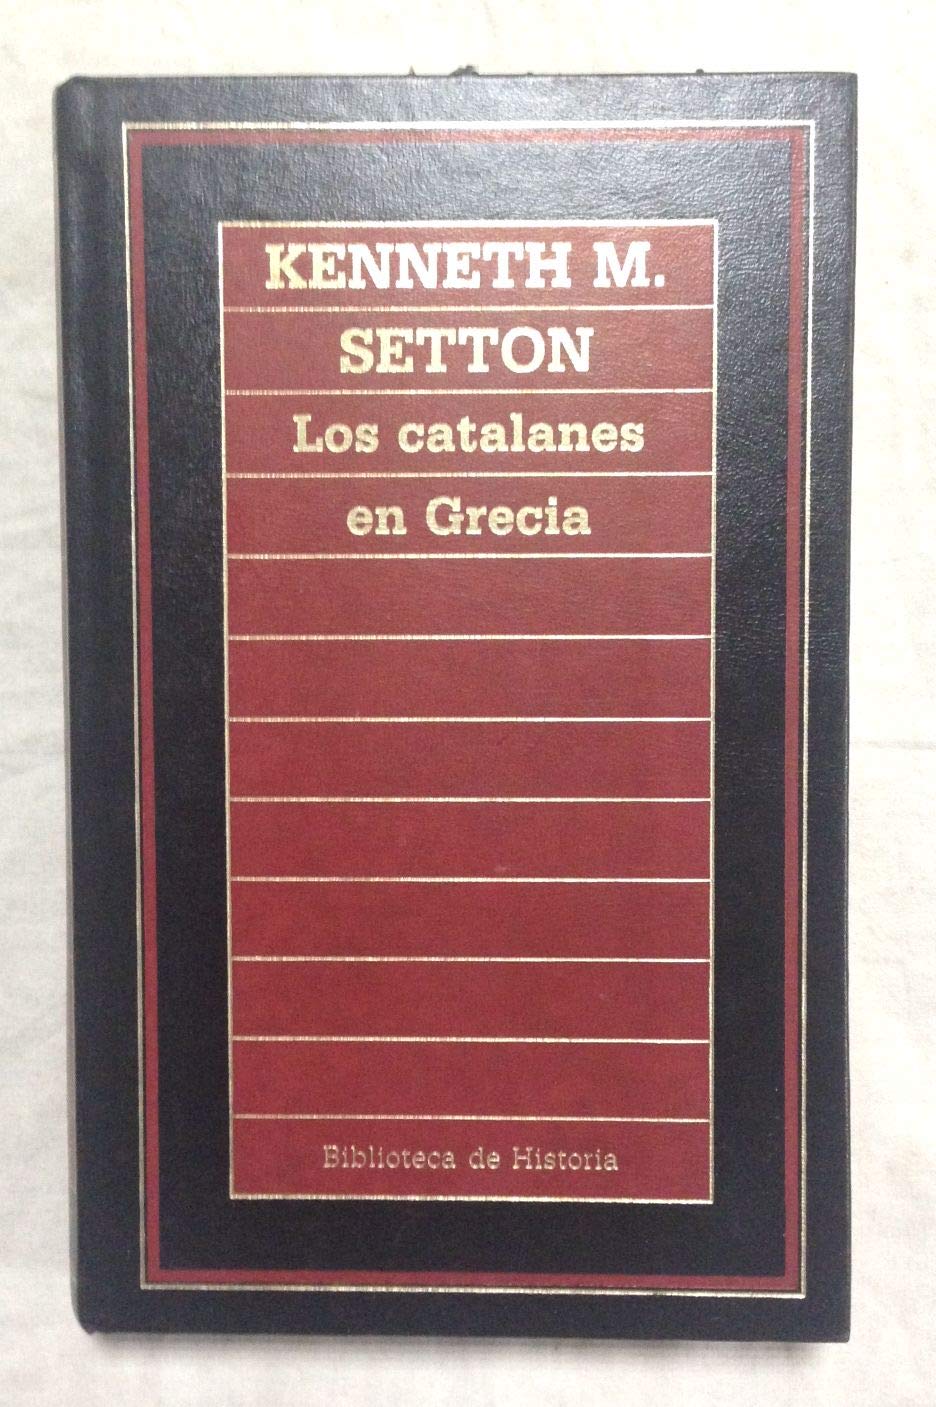 KENNETH M.
SETTON
Los catalanes
en Grecia
Biblioteca de Historia